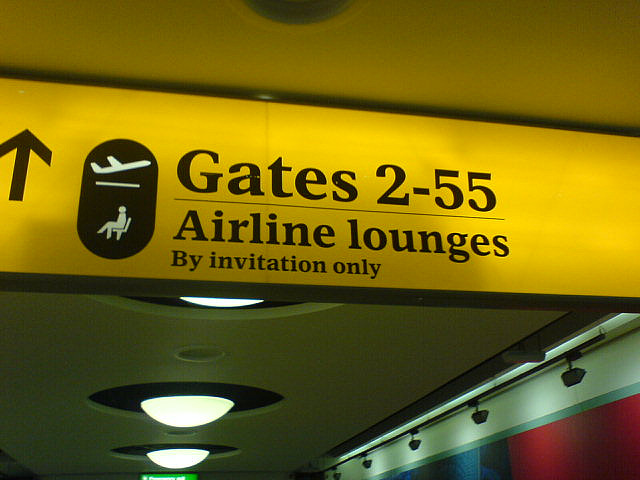 Gates 2-55
Airline lounges
By invitation only